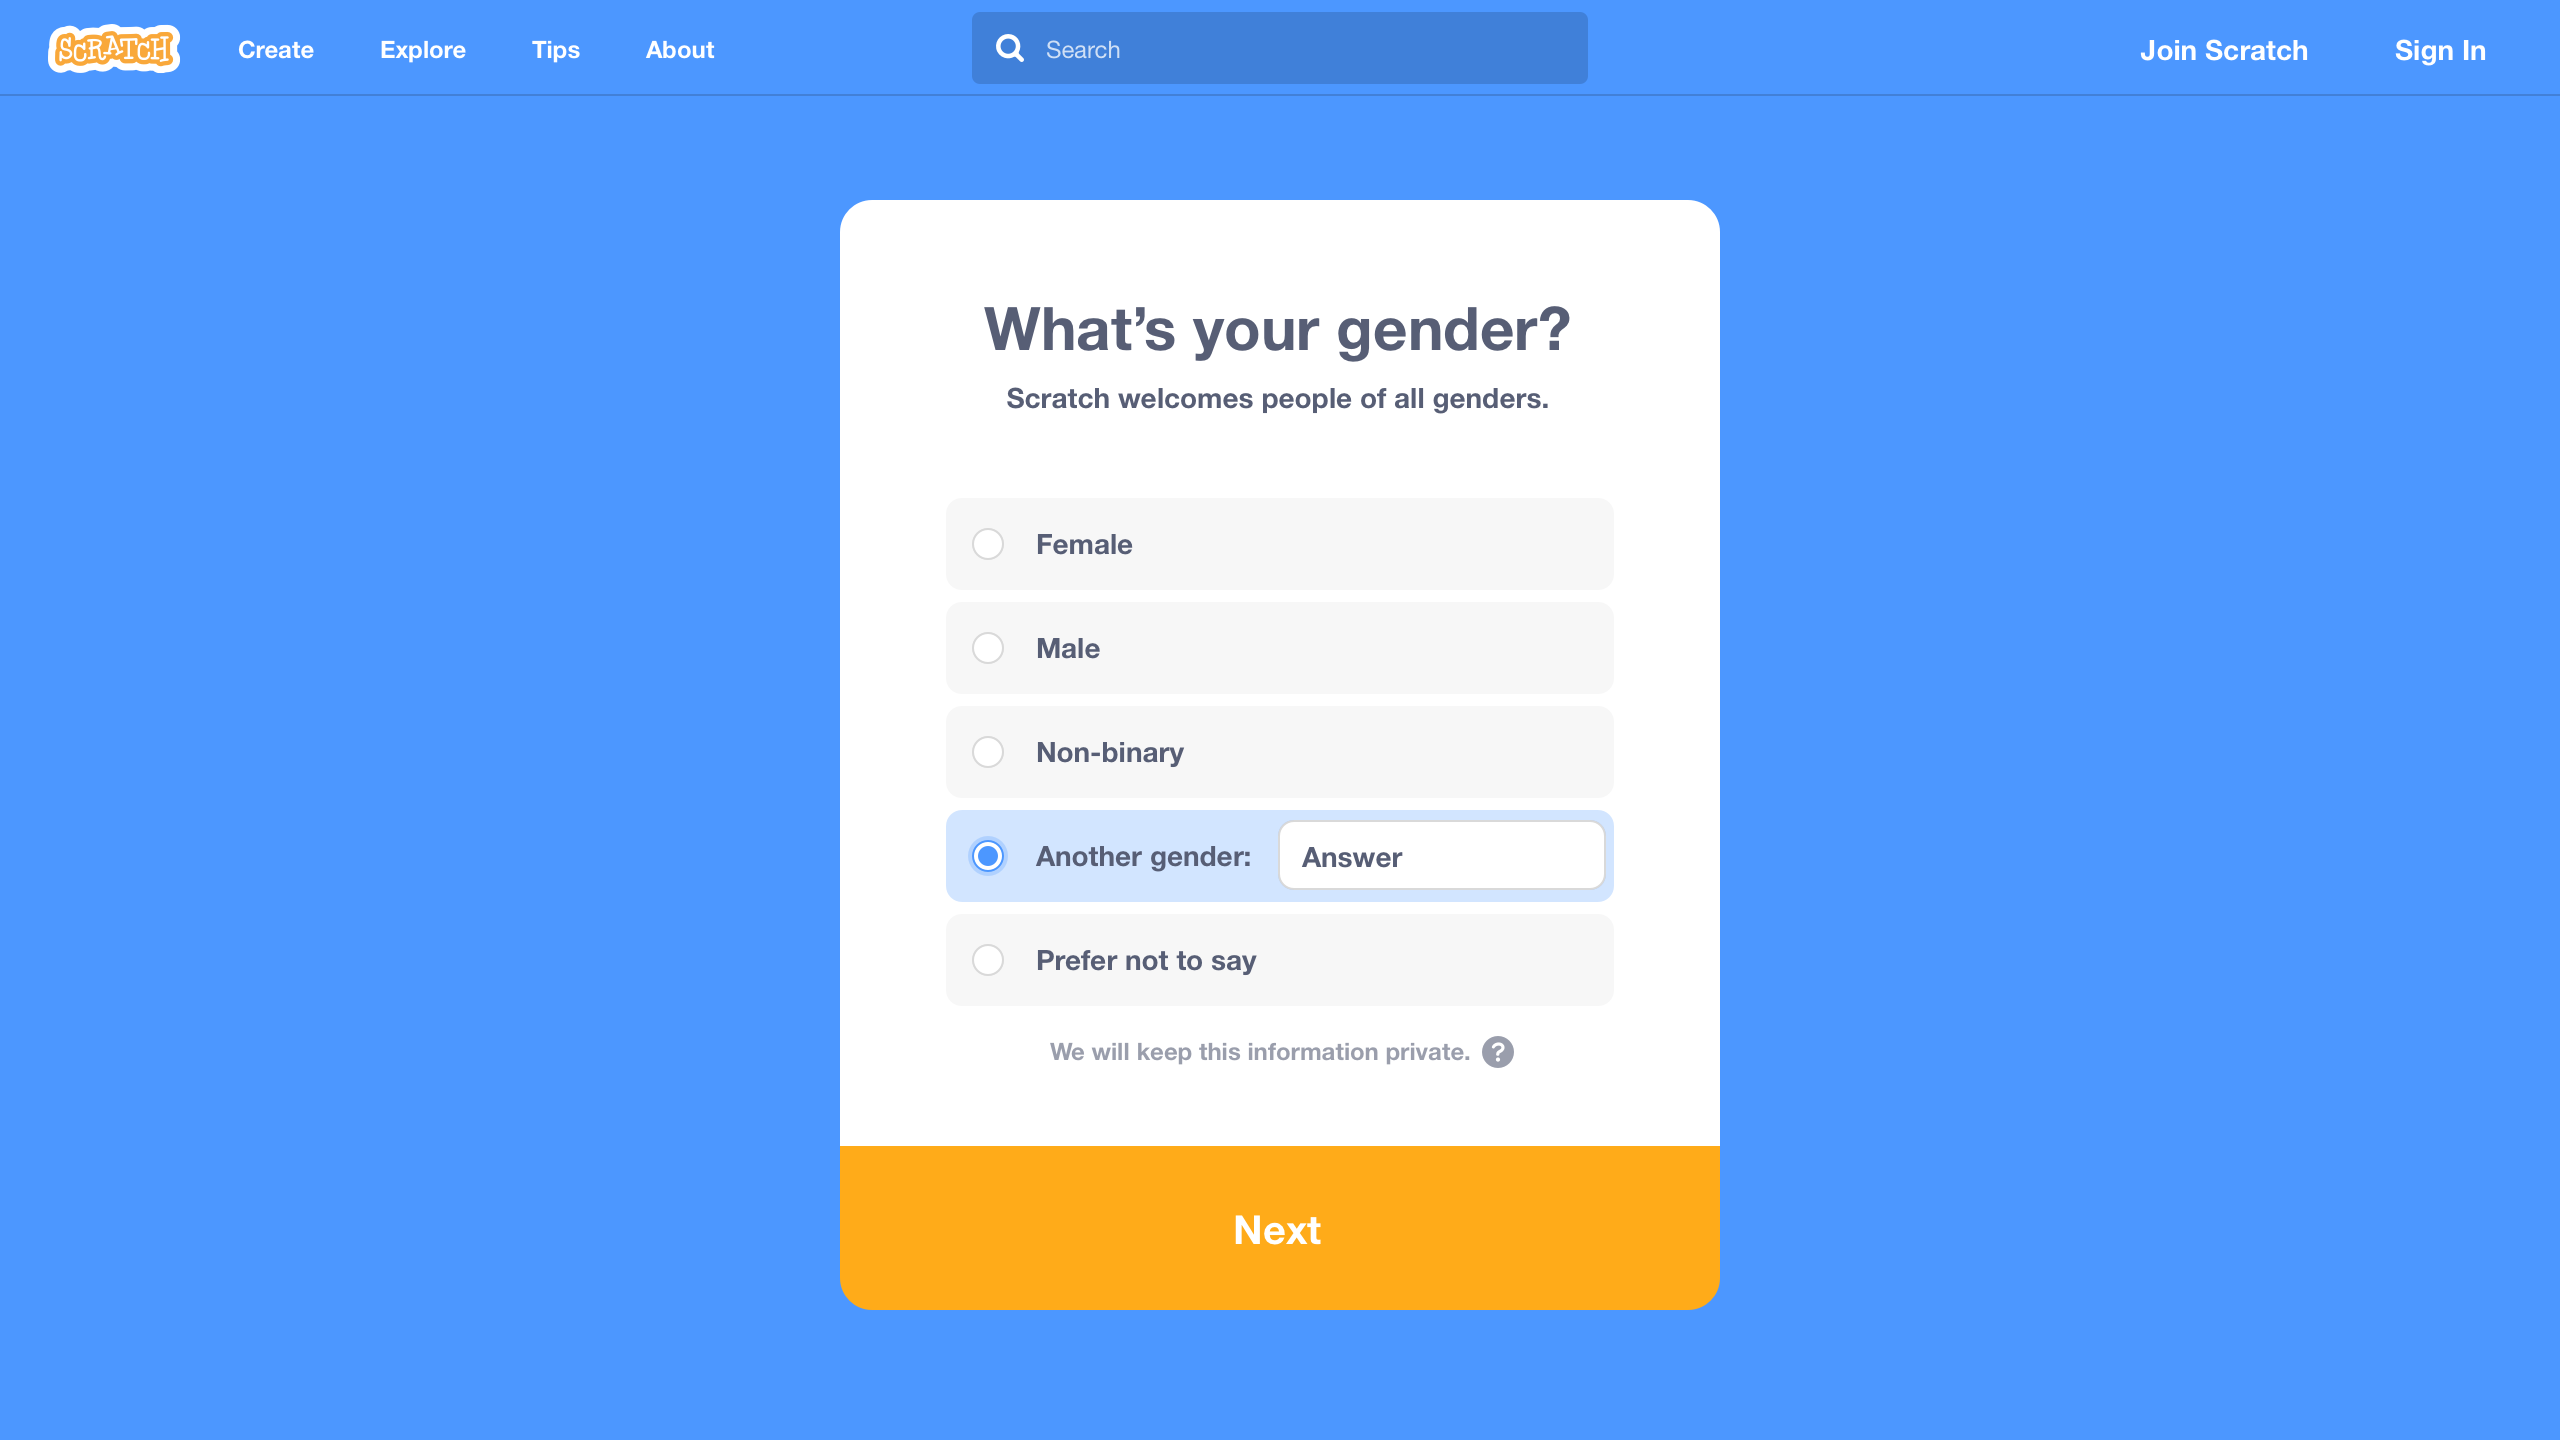 SCRATCH Create Explore Tips About Search Join Scratch Sign In
What’s your gender?
Scratch welcomes people of all genders.
Female
Male
Non-binary
Another gender: Answer
Prefer not to say
We will keep this information private. ?
Next